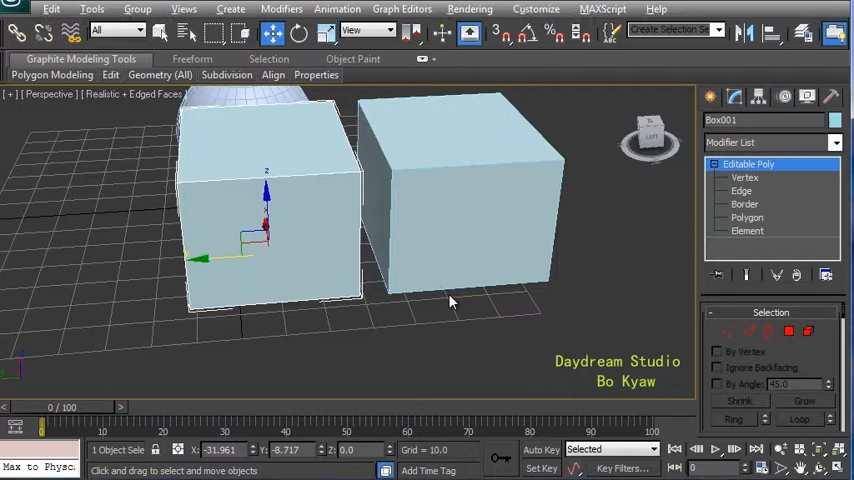 Edit Tools Group Views Create Modifiers Animation Graph Editors Rendering Customize MAXScript Help
All View Create Selection Se
Graphite Modeling Tools Freeform Selection Object Paint
Polygon Modeling Edit Geometry (All) Subdivision Align Properties
[ + ] [ Perspective ] [ Realistic + Edged Faces ]
LEFT
Box001
Modifier List
Editable Poly
Vertex
Edge
Border
Polygon
Element
z
x
y
- Selection
By Vertex
Ignore Backfacing
By Angle: 45.0
Shrink Grow
Ring Loop
Daydream Studio
Bo Kyaw
0 / 100
0 10 20 30 40 50 60 70 80 90 100
1 Object Sele X: -31.961 Y: -8.717 Z: 0.0 Grid = 10.0 Auto Key Selected
Max to Physc Click and drag to select and move objects Add Time Tag Set Key Key Filters... 0